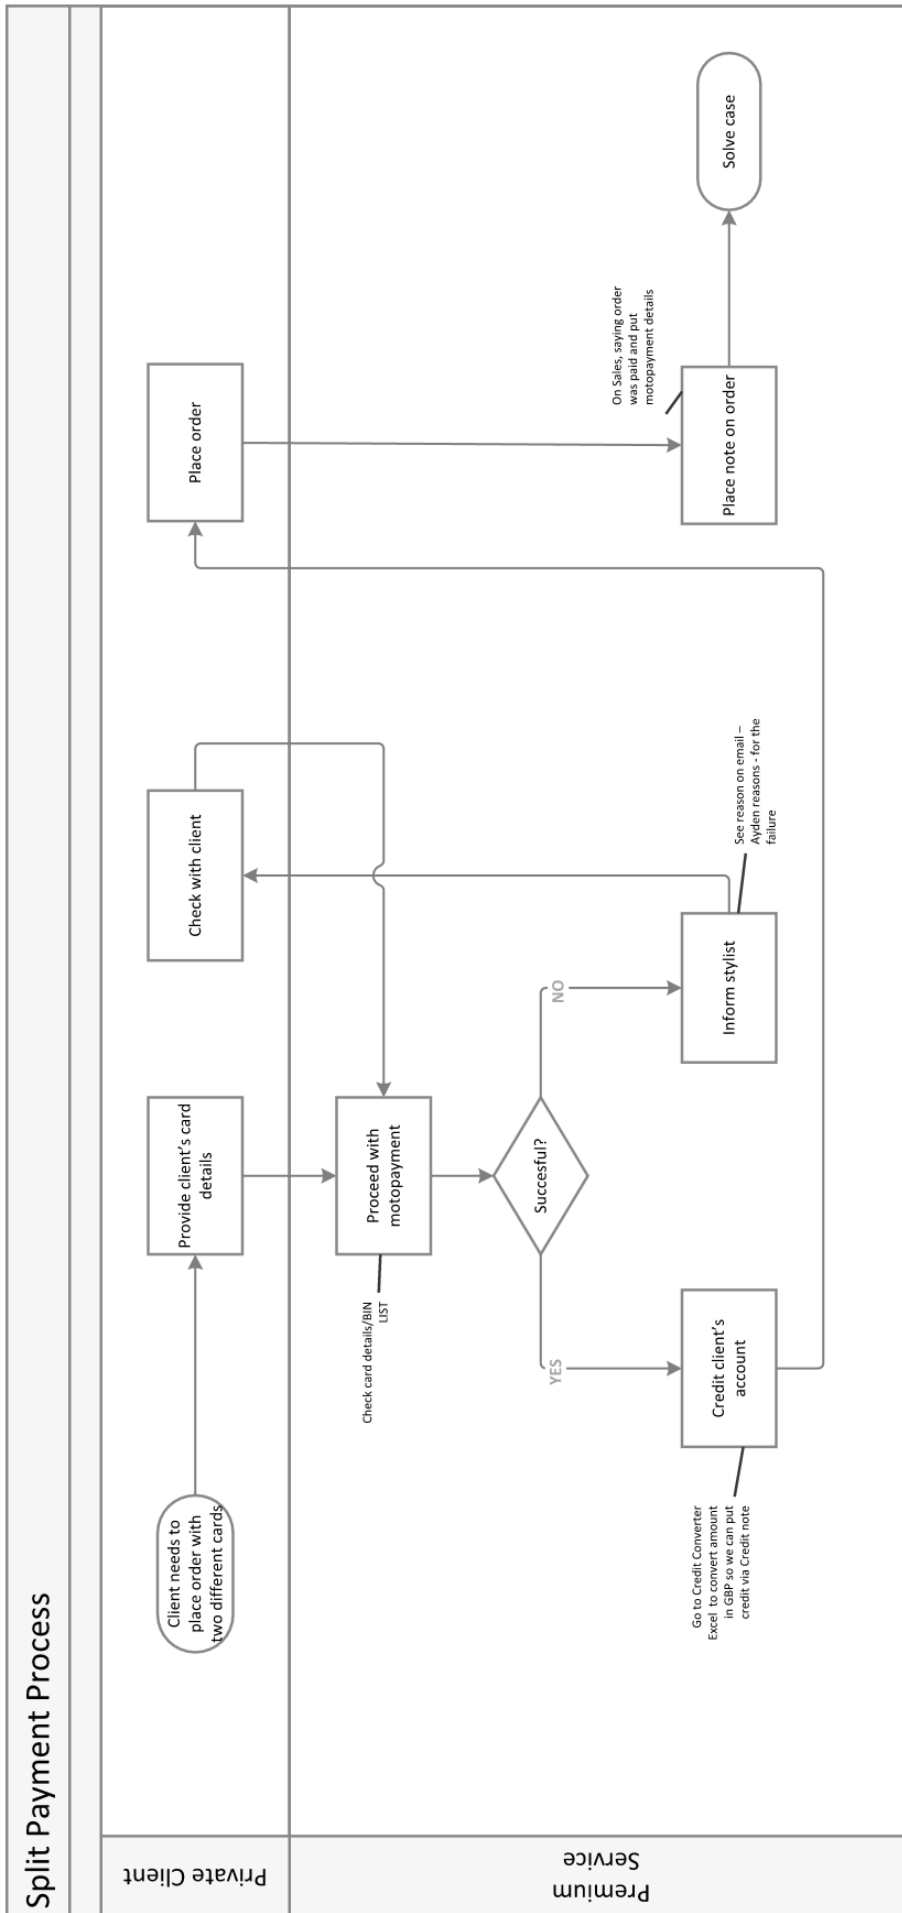 Split Payment Process
Private Client
Premium
Service
Client needs to
place order with
two different cards
Provide client's card
details
Check with client
Place order
Proceed with
motopayment
Check card details/BIN
LIST
Succesful?
YES
NO
Credit client's
account
Go to Credit Converter
Excel to convert amount
in GBP so we can put
credit via Credit note
Inform stylist
See reason on email –
Ayden reasons - for the
failure
Place note on order
On Sales, saying order
was paid and put
motopayment details
Solve case